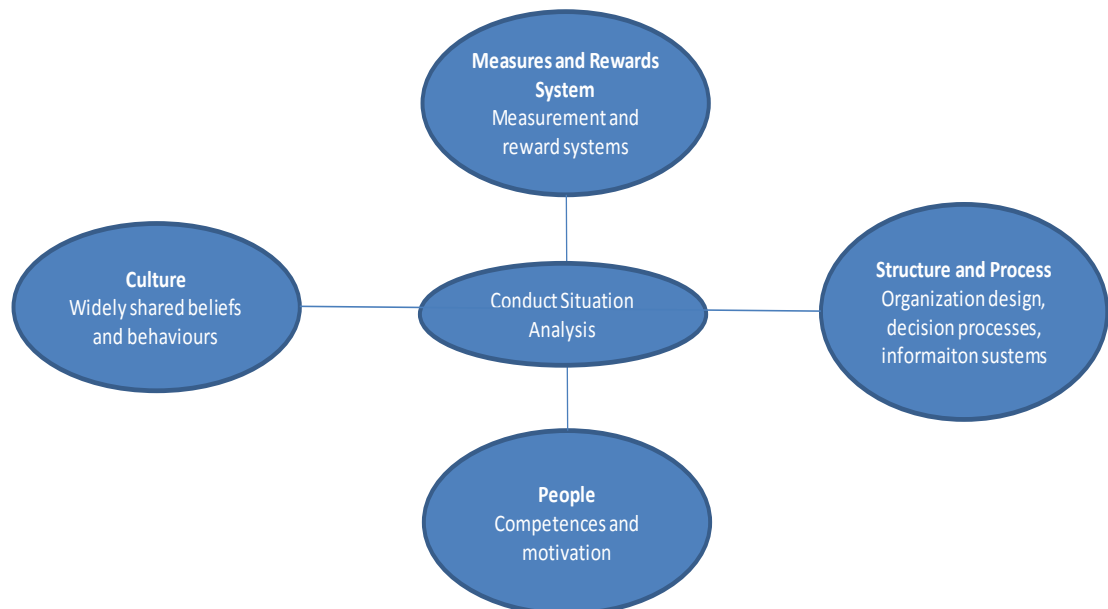 Measures and Rewards
System
Measurement and
reward systems
Culture
Widely shared beliefs
and behaviours
Conduct Situation
Analysis
Structure and Process
Organization design,
decision processes,
informaiton sustems
People
Competences and
motivation